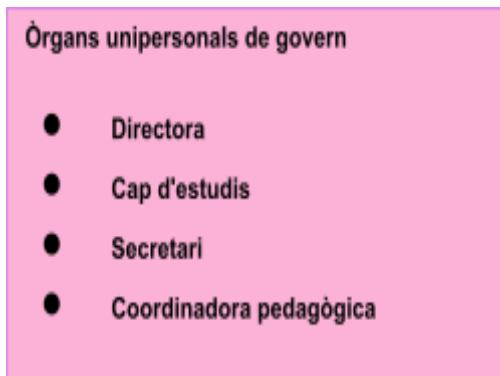 Òrgans unipersonals de govern
● Directora
● Cap d'estudis
● Secretari
● Coordinadora pedagògica